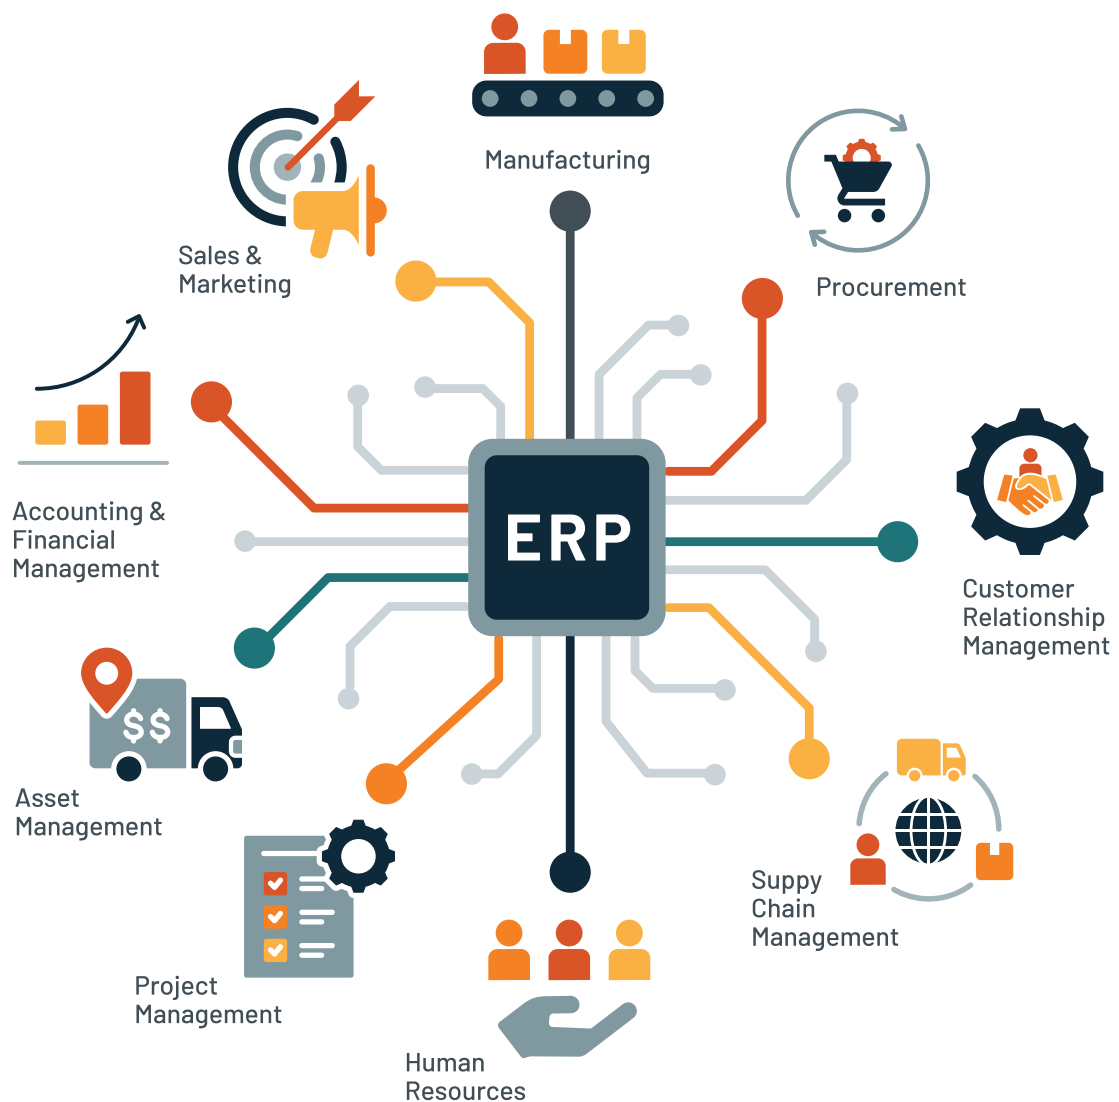 Manufacturing
Sales &
Marketing
Procurement
Accounting &
Financial
Management
ERP
Customer
Relationship
Management
$$
Asset
Management
Suppy
Chain
Management
Project
Management
Human
Resources